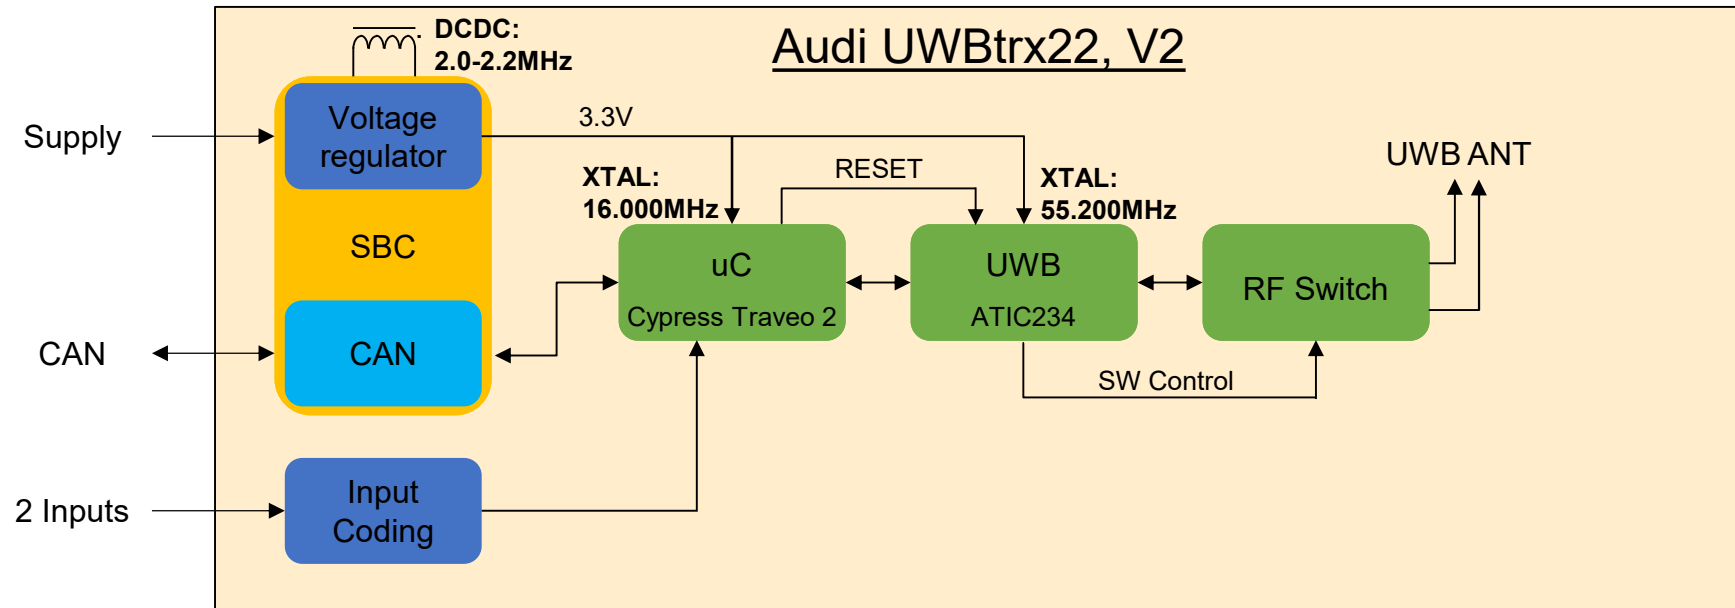 Audi UWBtrx22, V2
DCDC:
2.0-2.2MHz
Supply
Voltage
regulator
3.3V
XTAL:
16.000MHz
RESET
XTAL:
55.200MHz
UWB ANT
SBC
uC
Cypress Traveo 2
UWB
ATIC234
RF Switch
CAN
CAN
SW Control
2 Inputs
Input
Coding